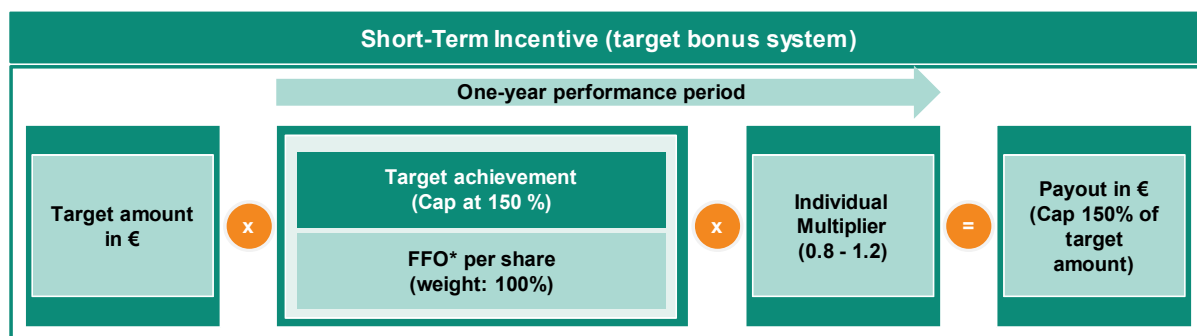 Short-Term Incentive (target bonus system)
One-year performance period
Target amount
in €
x
Target achievement
(Cap at 150 %)
FFO* per share
(weight: 100%)
x
Individual
Multiplier
(0.8 - 1.2)
=
Payout in €
(Cap 150% of
target
amount)